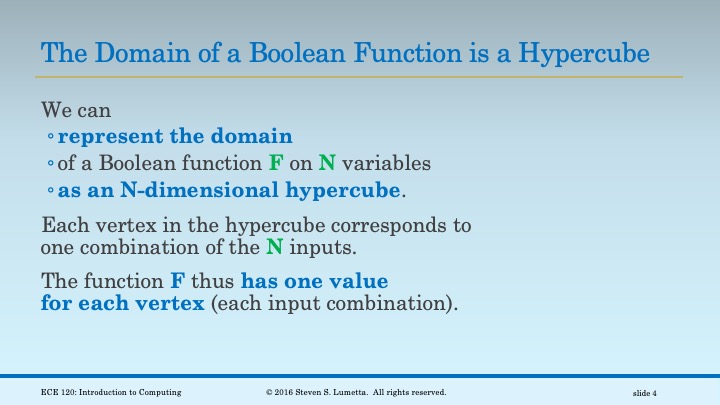 The Domain of a Boolean Function is a Hypercube
We can
◦represent the domain
◦of a Boolean function F on N variables
◦as an N-dimensional hypercube.
Each vertex in the hypercube corresponds to
one combination of the N inputs.
The function F thus has one value
for each vertex (each input combination).
ECE 120: Introduction to Computing
© 2016 Steven S. Lumetta. All rights reserved.
slide 4